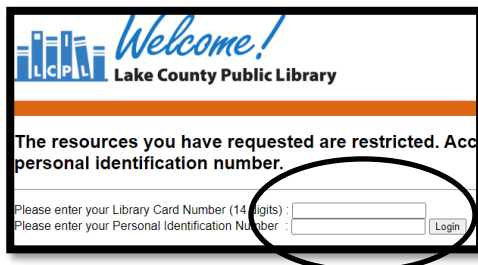 Welcome!
LCPL
Lake County Public Library
The resources you have requested are restricted. Acc
personal identification number.
Please enter your Library Card Number (14 digits) :
Please enter your Personal Identification Number :
Login